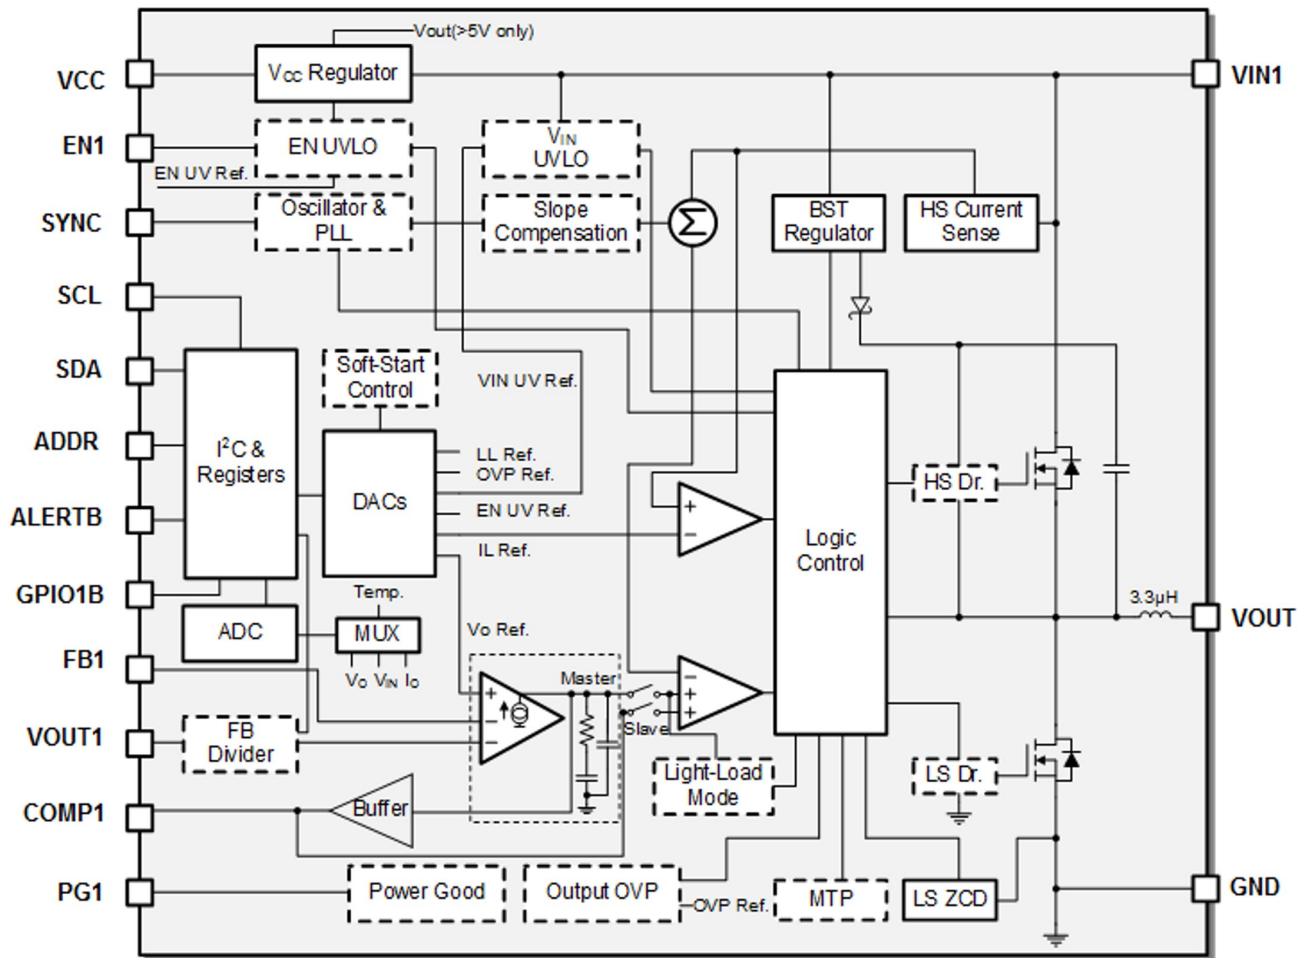 Vout(>5V only)
VCC
VCC Regulator
VIN1
EN1
EN UVLO
VIN
UVLO
EN UV Ref.
SYNC
Oscillator &
PLL
Slope
Compensation
Σ
BST
Regulator
HS Current
Sense
SCL
SDA
Soft-Start
Control
VIN UV Ref.
ADDR
I²C &
Registers
DACs
LL Ref.
OVP Ref.
EN UV Ref.
IL Ref.
+
−
HS Dr.
ALERTB
Logic
Control
GPIO1B
Temp.
3.3µH
VOUT
ADC
MUX
Vo Ref.
FB1
VO VIN IO
Master
+
−
−
−
+
+
Slave
VOUT1
FB
Divider
Light-Load
Mode
LS Dr.
COMP1
Buffer
PG1
Power Good
Output OVP
OVP Ref.
MTP
LS ZCD
GND